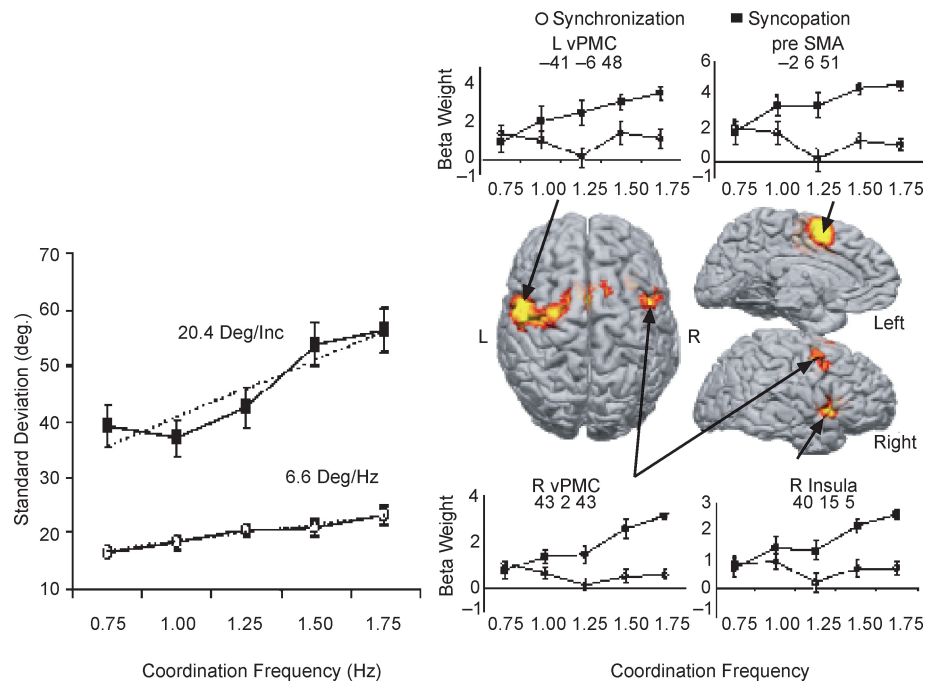 Synchronization
Syncopation
L vPMC
–41 –6 48
pre SMA
–2 6 51
Beta Weight
4
2
0
–1
6
4
2
0
–1
0.75 1.00 1.25 1.50 1.75
0.75 1.00 1.25 1.50 1.75
L
R
Left
Right
Standard Deviation (deg.)
70
60
50
40
30
20
10
20.4 Deg/Inc
6.6 Deg/Hz
0.75 1.00 1.25 1.50 1.75
Coordination Frequency (Hz)
R vPMC
43 2 43
R Insula
40 15 5
Beta Weight
4
2
0
–1
3
2
1
0
–1
0.75 1.00 1.25 1.50 1.75
0.75 1.00 1.25 1.50 1.75
Coordination Frequency